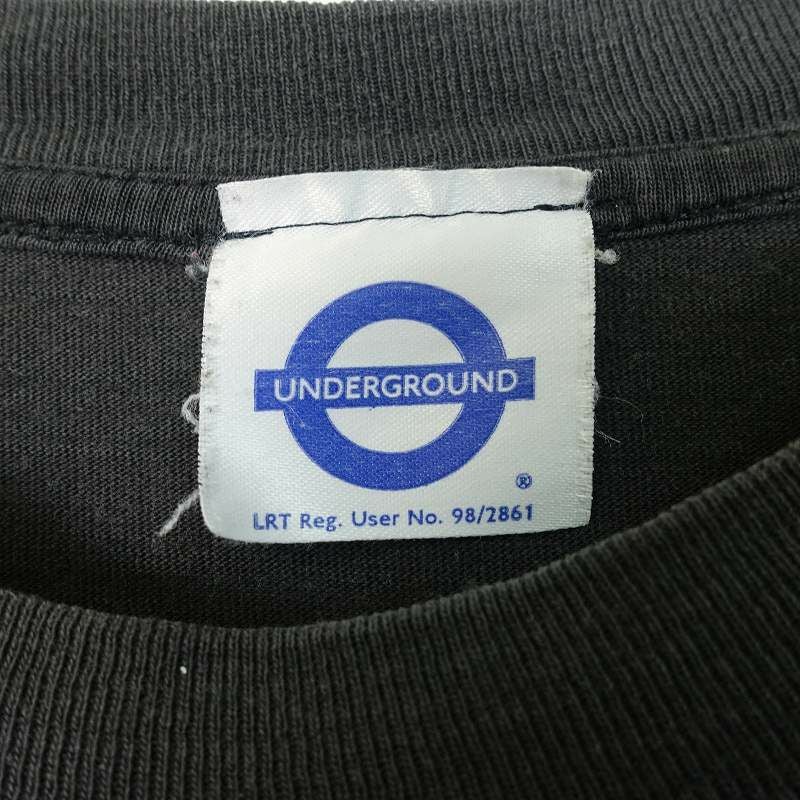 UNDERGROUND
®
LRT Reg. User No. 98/2861